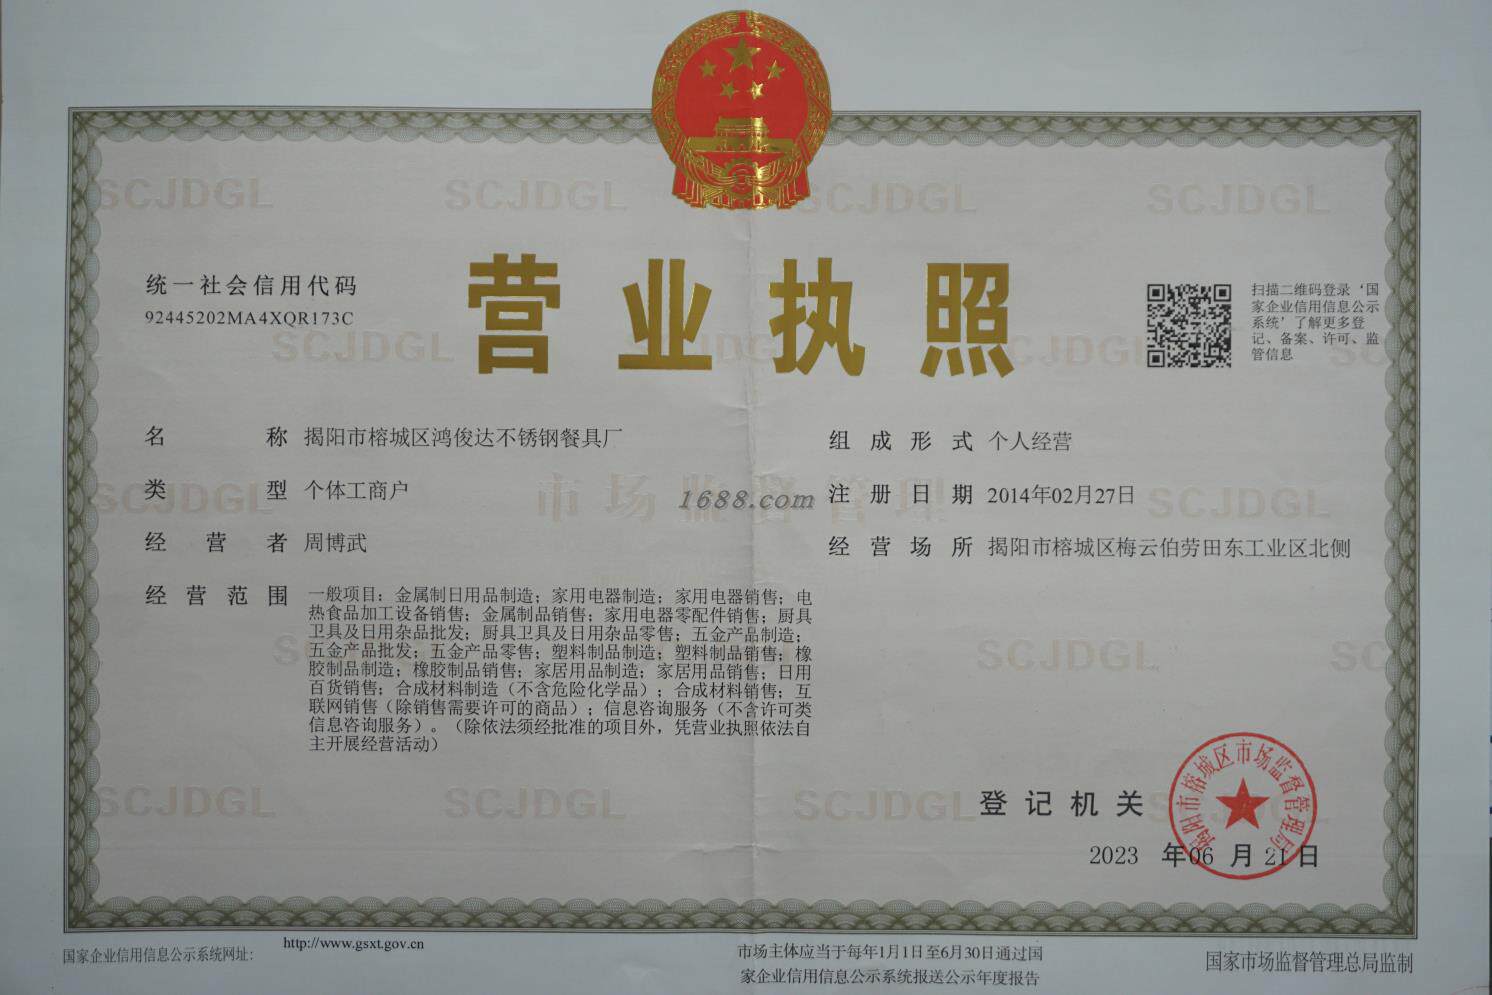 营业执照
统一社会信用代码
92445202MA4XQR173C
扫描二维码登录‘国
家企业信用信息公示
系统’了解更多登
记、备案、许可、监
管信息
名称 揭阳市榕城区鸿俊达不锈钢餐具厂
类型 个体工商户
经营者 周博武
经营范围 一般项目：金属制日用品制造；家用电器制造；家用电器销售；电
热食品加工设备销售；金属制品销售；家用电器零配件销售；厨具
卫具及日用杂品批发；厨具卫具及日用杂品零售；五金产品制造；
五金产品批发；五金产品零售；塑料制品制造；塑料制品销售；橡
胶制品制造；橡胶制品销售；家居用品制造；家居用品销售；日用
百货销售；合成材料制造（不含危险化学品）；合成材料销售；互
联网销售（除销售需要许可的商品）；信息咨询服务（不含许可类
信息咨询服务）。（除依法须经批准的项目外，凭营业执照依法自
主开展经营活动）
组成形式 个人经营
注册日期 2014年02月27日
经营场所 揭阳市榕城区梅云伯劳田东工业区北侧
市场监督管理
1688.com
SCJDGL
登记机关
揭阳市榕城区市场监督管理局
2023 年06 月21日
国家企业信用信息公示系统网址：
http://www.gsxt.gov.cn
市场主体应当于每年1月1日至6月30日通过国
家企业信用信息公示系统报送公示年度报告
国家市场监督管理总局监制